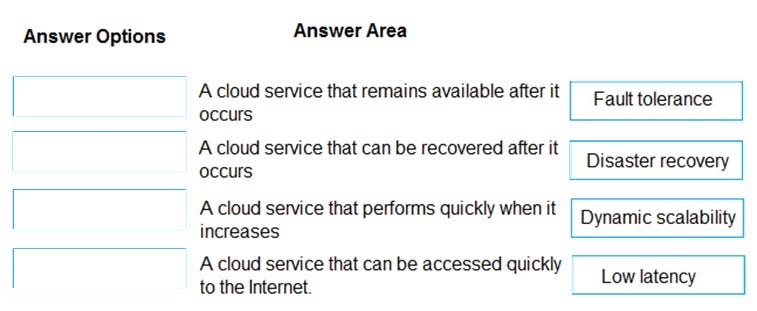 Answer Options
Answer Area
A cloud service that remains available after it
occurs
Fault tolerance
A cloud service that can be recovered after it
occurs
Disaster recovery
A cloud service that performs quickly when it
increases
Dynamic scalability
A cloud service that can be accessed quickly
to the Internet.
Low latency